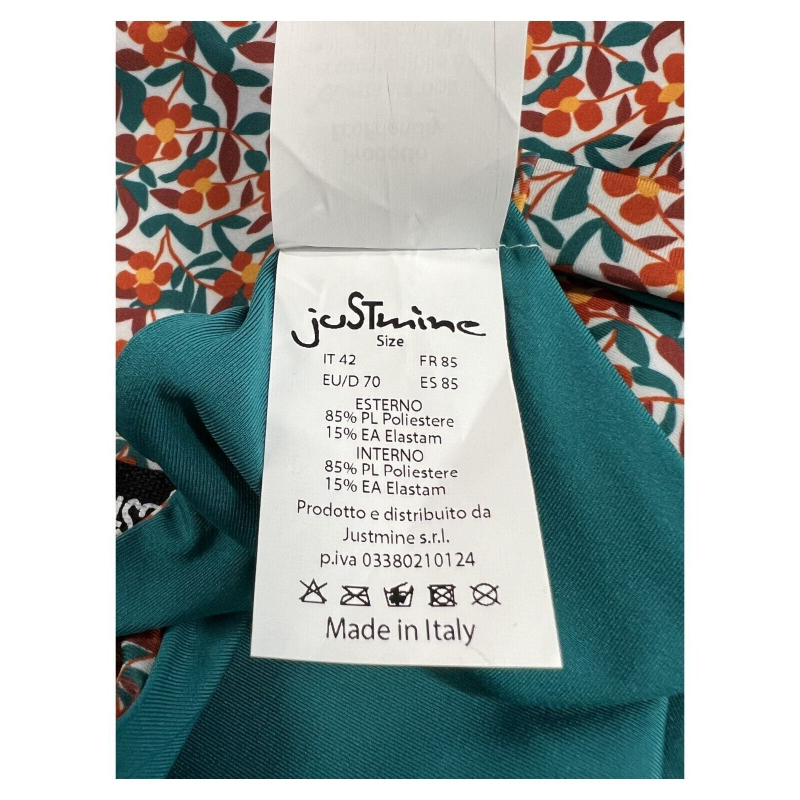 justmine
Size
IT 42 FR 85
EU/D 70 ES 85
ESTERNO
85% PL Poliestere
15% EA Elastam
INTERNO
85% PL Poliestere
15% EA Elastam
Prodotto e distribuito da
Justmine s.r.l.
p.iva 03380210124
Made in Italy